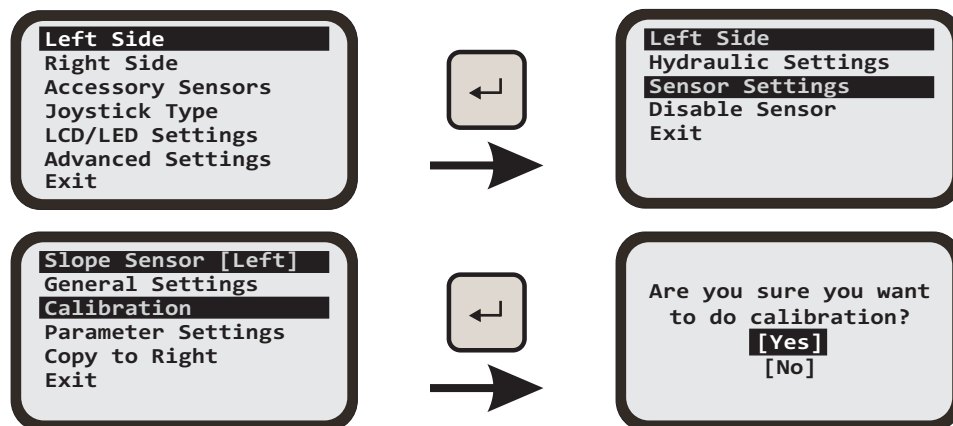 Left Side
Right Side
Accessory Sensors
Joystick Type
LCD/LED Settings
Advanced Settings
Exit
Left Side
Hydraulic Settings
Sensor Settings
Disable Sensor
Exit
Slope Sensor [Left]
General Settings
Calibration
Parameter Settings
Copy to Right
Exit
Are you sure you want
to do calibration?
[Yes]
[No]